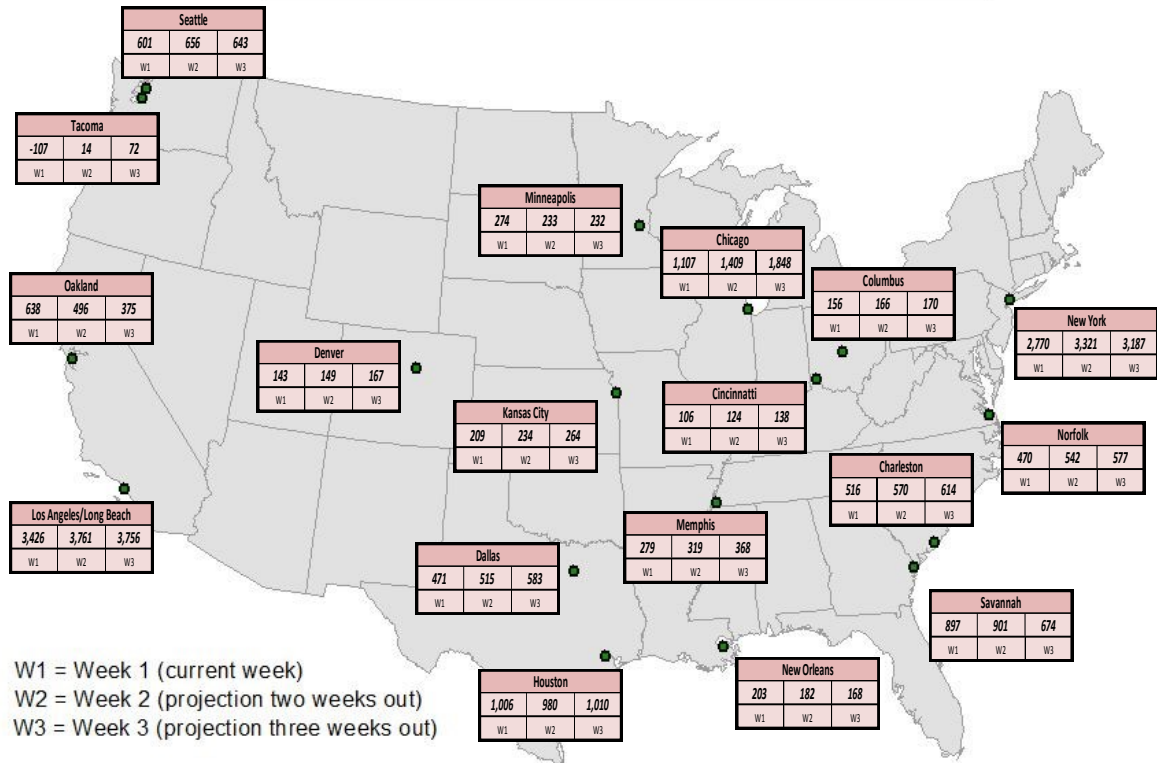 Seattle
601 656 643
W1 W2 W3
Tacoma
-107 14 72
W1 W2 W3
Minneapolis
274 233 232
W1 W2 W3
Chicago
1,107 1,409 1,848
W1 W2 W3
Columbus
156 166 170
W1 W2 W3
Oakland
638 496 375
W1 W2 W3
New York
2,770 3,321 3,187
W1 W2 W3
Denver
143 149 167
W1 W2 W3
Cincinnatti
106 124 138
W1 W2 W3
Kansas City
209 234 264
W1 W2 W3
Norfolk
470 542 577
W1 W2 W3
Charleston
516 570 614
W1 W2 W3
Los Angeles/Long Beach
3,426 3,761 3,756
W1 W2 W3
Memphis
279 319 368
W1 W2 W3
Dallas
471 515 583
W1 W2 W3
Savannah
897 901 674
W1 W2 W3
New Orleans
203 182 168
W1 W2 W3
Houston
1,006 980 1,010
W1 W2 W3
W1 = Week 1 (current week)
W2 = Week 2 (projection two weeks out)
W3 = Week 3 (projection three weeks out)